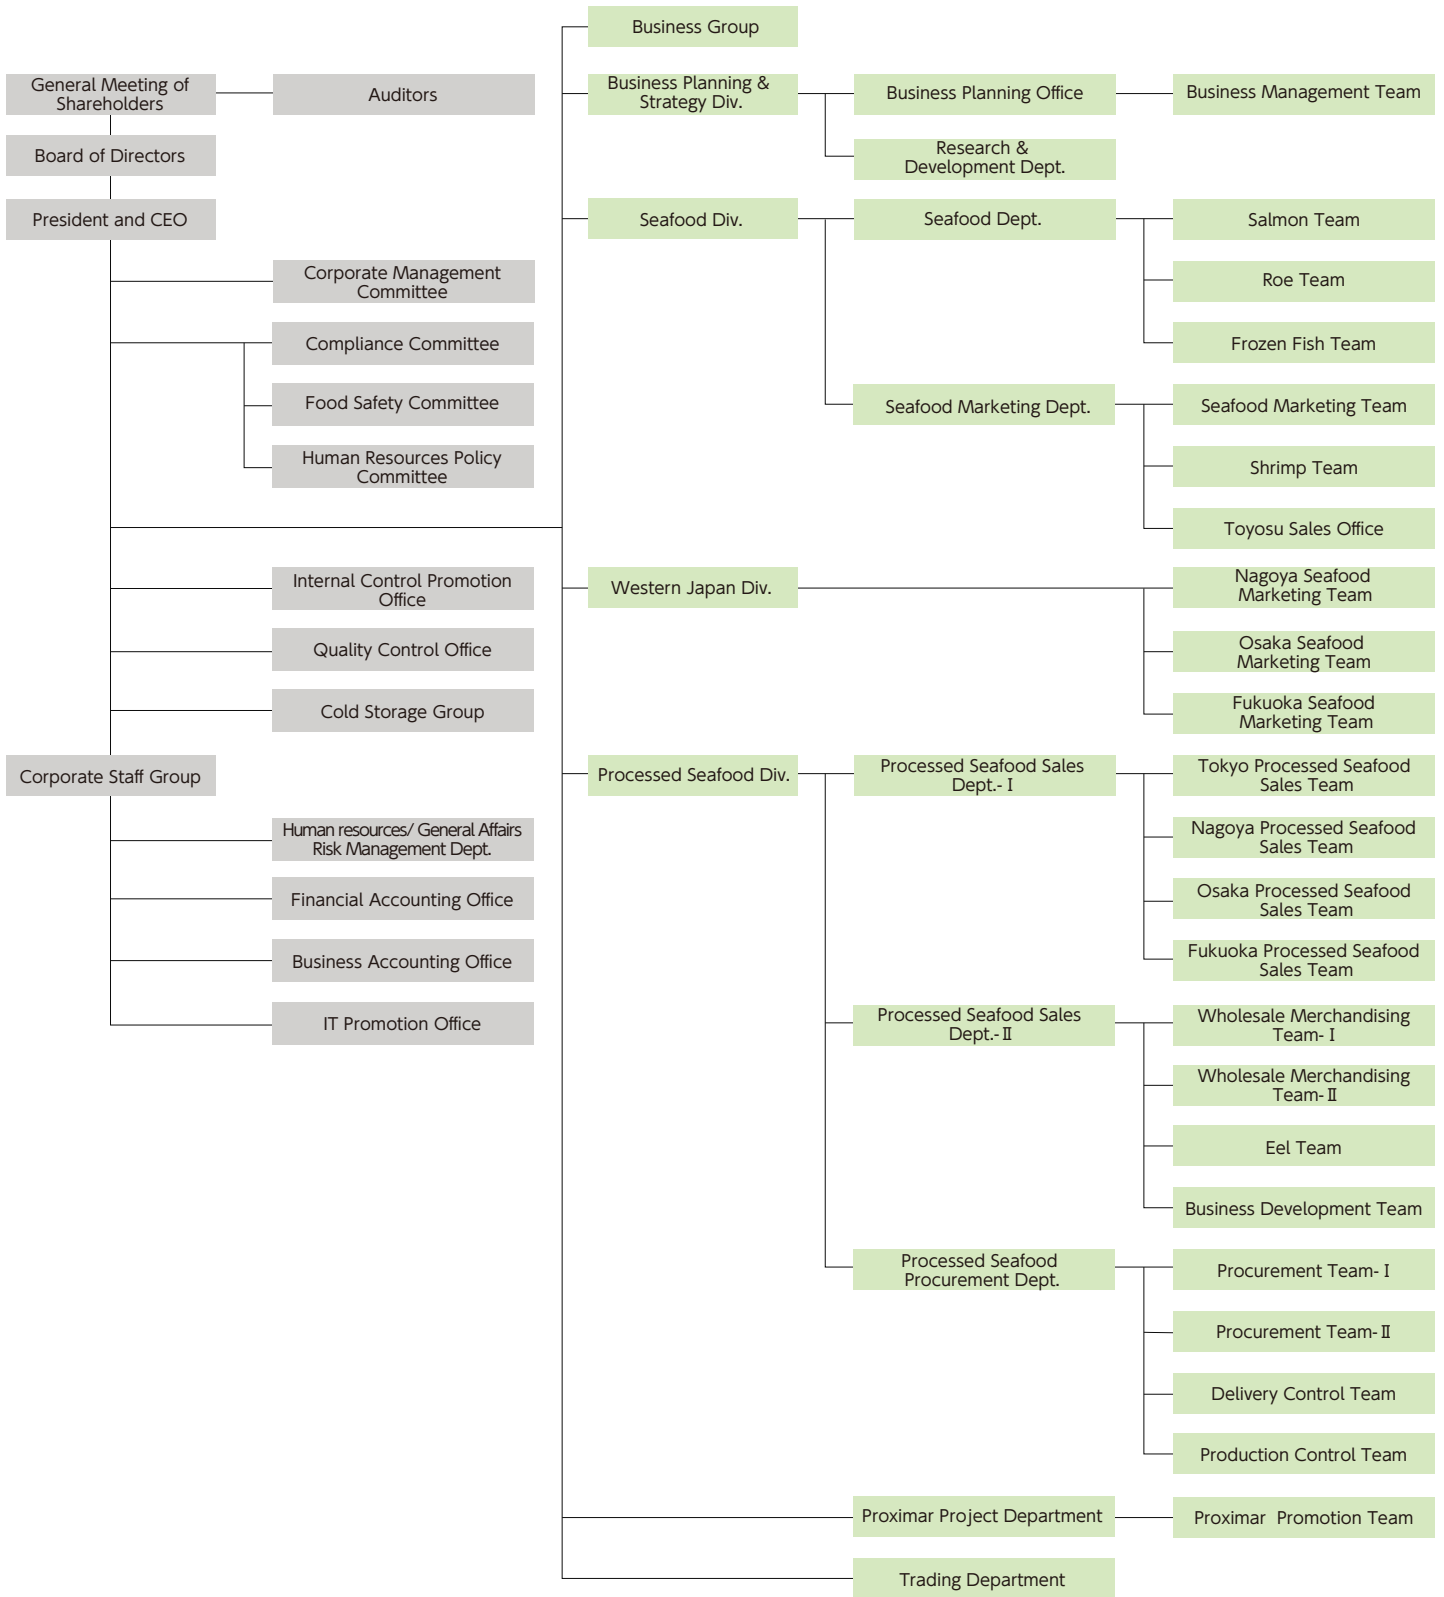 General Meeting of
Shareholders
Auditors
Board of Directors
President and CEO
Corporate Management
Committee
Compliance Committee
Food Safety Committee
Human Resources Policy
Committee
Internal Control Promotion
Office
Quality Control Office
Cold Storage Group
Corporate Staff Group
Human resources/ General Affairs
Risk Management Dept.
Financial Accounting Office
Business Accounting Office
IT Promotion Office
Business Group
Business Planning &
Strategy Div.
Business Planning Office
Business Management Team
Research &
Development Dept.
Seafood Div.
Seafood Dept.
Salmon Team
Roe Team
Frozen Fish Team
Seafood Marketing Dept.
Seafood Marketing Team
Shrimp Team
Toyosu Sales Office
Western Japan Div.
Nagoya Seafood
Marketing Team
Osaka Seafood
Marketing Team
Fukuoka Seafood
Marketing Team
Processed Seafood Div.
Processed Seafood Sales
Dept.- I
Tokyo Processed Seafood
Sales Team
Nagoya Processed Seafood
Sales Team
Osaka Processed Seafood
Sales Team
Fukuoka Processed Seafood
Sales Team
Processed Seafood Sales
Dept.- Ⅱ
Wholesale Merchandising
Team- I
Wholesale Merchandising
Team- Ⅱ
Eel Team
Business Development Team
Processed Seafood
Procurement Dept.
Procurement Team- I
Procurement Team- Ⅱ
Delivery Control Team
Production Control Team
Proximar Project Department
Proximar Promotion Team
Trading Department